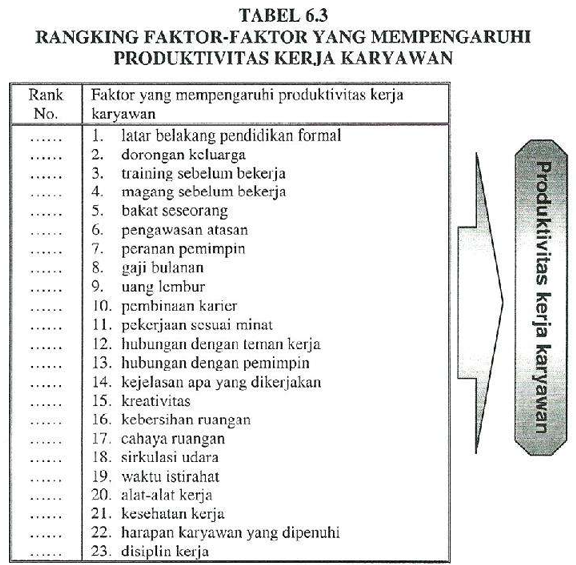 TABEL 6.3
RANGKING FAKTOR-FAKTOR YANG MEMPENGARUHI
PRODUKTIVITAS KERJA KARYAWAN
Rank No. Faktor yang mempengaruhi produktivitas kerja karyawan
...... 1. latar belakang pendidikan formal
...... 2. dorongan keluarga
...... 3. training sebelum bekerja
...... 4. magang sebelum bekerja
...... 5. bakat seseorang
...... 6. pengawasan atasan
...... 7. peranan pemimpin
...... 8. gaji bulanan
...... 9. uang lembur
...... 10. pembinaan karier
...... 11. pekerjaan sesuai minat
...... 12. hubungan dengan teman kerja
...... 13. hubungan dengan pemimpin
...... 14. kejelasan apa yang dikerjakan
...... 15. kreativitas
...... 16. kebersihan ruangan
...... 17. cahaya ruangan
...... 18. sirkulasi udara
...... 19. waktu istirahat
...... 20. alat-alat kerja
...... 21. kesehatan kerja
...... 22. harapan karyawan yang dipenuhi
...... 23. disiplin kerja
Produktivitas kerja karyawan